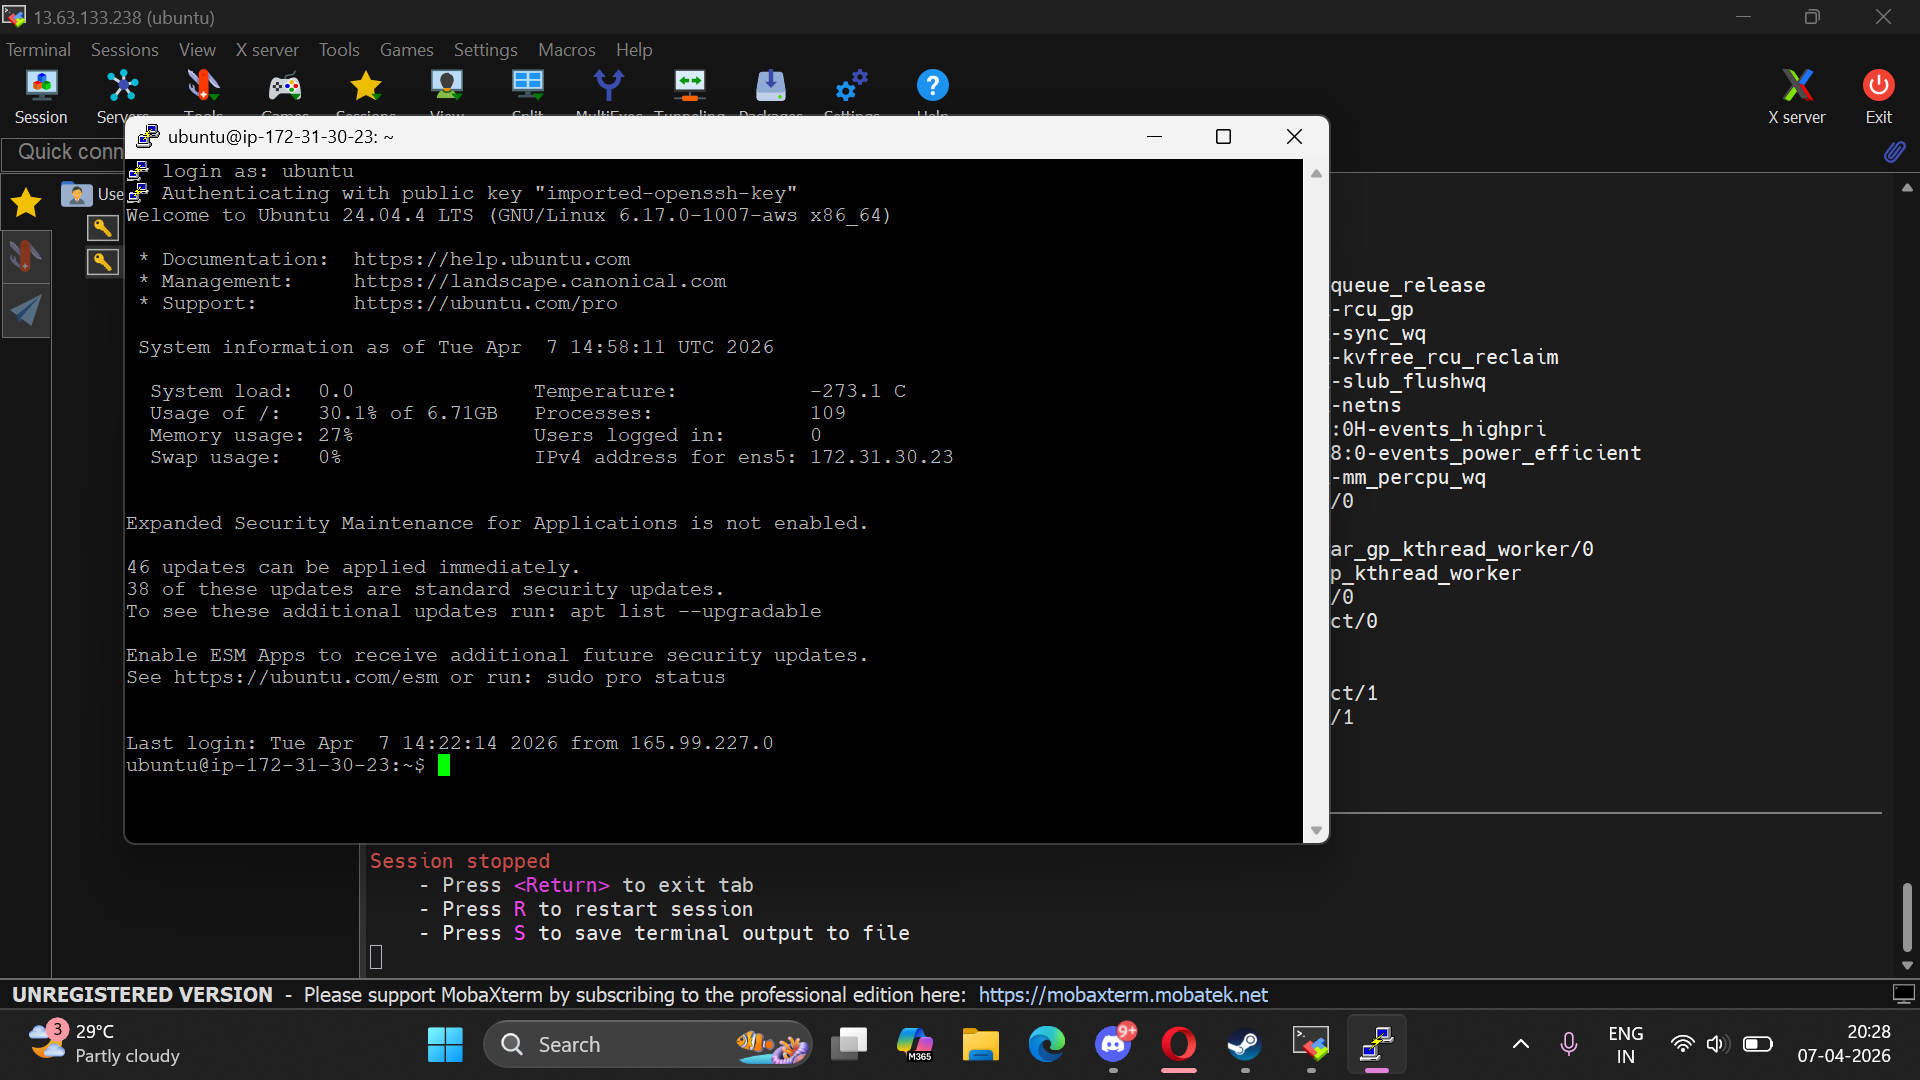 13.63.133.238 (ubuntu)
Terminal Sessions View X server Tools Games Settings Macros Help
Session
X server Exit
Quick conn
ubuntu@ip-172-31-30-23: ~
Use
login as: ubuntu
Authenticating with public key "imported-openssh-key"
Welcome to Ubuntu 24.04.4 LTS (GNU/Linux 6.17.0-1007-aws x86_64)
* Documentation: https://help.ubuntu.com
* Management: https://landscape.canonical.com
* Support: https://ubuntu.com/pro
System information as of Tue Apr 7 14:58:11 UTC 2026
System load: 0.0 Temperature: -273.1 C
Usage of /: 30.1% of 6.71GB Processes: 109
Memory usage: 27% Users logged in: 0
Swap usage: 0% IPv4 address for ens5: 172.31.30.23
Expanded Security Maintenance for Applications is not enabled.
46 updates can be applied immediately.
38 of these updates are standard security updates.
To see these additional updates run: apt list --upgradable
Enable ESM Apps to receive additional future security updates.
See https://ubuntu.com/esm or run: sudo pro status
Last login: Tue Apr 7 14:22:14 2026 from 165.99.227.0
ubuntu@ip-172-31-30-23:~$
queue_release
-rcu_gp
-sync_wq
-kvfree_rcu_reclaim
-slub_flushwq
-netns
:0H-events_highpri
8:0-events_power_efficient
-mm_percpu_wq
/0
ar_gp_kthread_worker/0
p_kthread_worker
/0
ct/0
ct/1
/1
Session stopped
- Press <Return> to exit tab
- Press R to restart session
- Press S to save terminal output to file
UNREGISTERED VERSION - Please support MobaXterm by subscribing to the professional edition here: https://mobaxterm.mobatek.net
3
29°C
Partly cloudy
Search
M365
9+
ENG
IN
20:28
07-04-2026